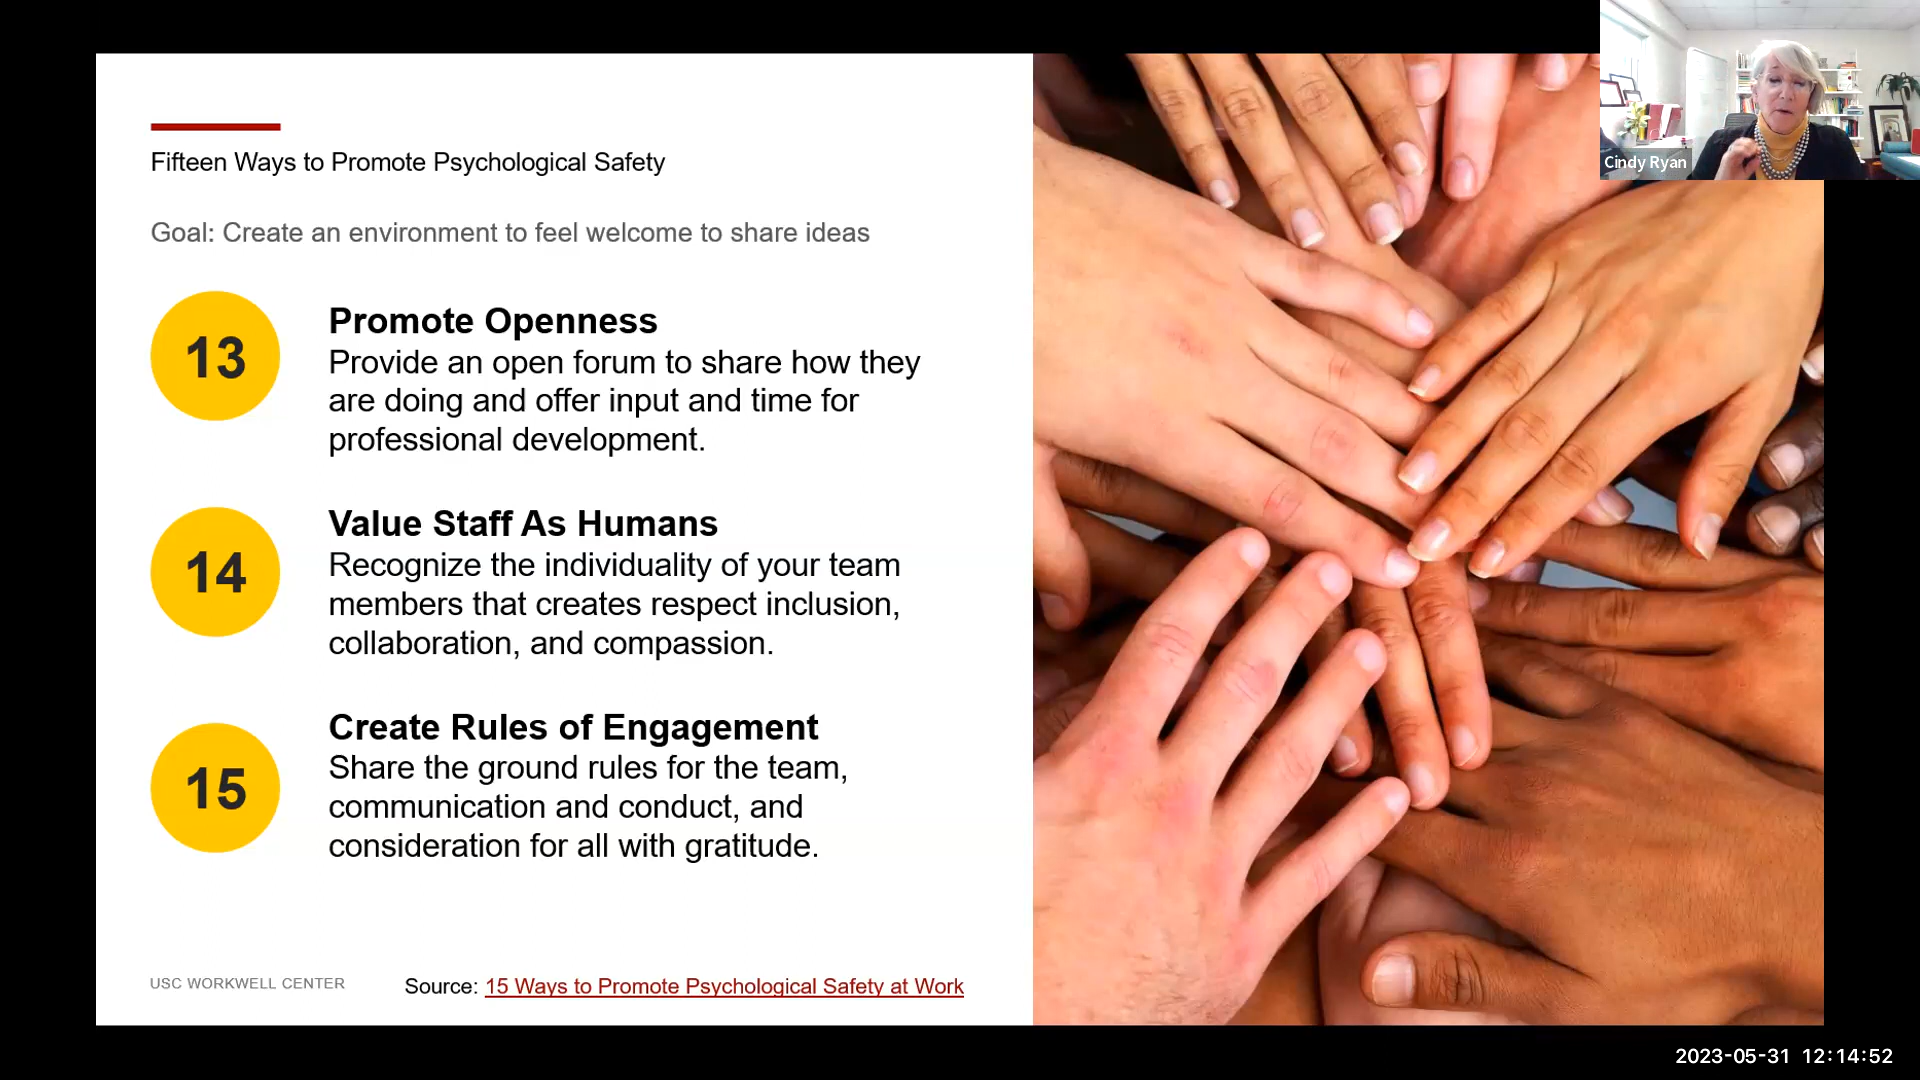 Cindy Ryan
Fifteen Ways to Promote Psychological Safety
Goal: Create an environment to feel welcome to share ideas
13
Promote Openness
Provide an open forum to share how they
are doing and offer input and time for
professional development.
14
Value Staff As Humans
Recognize the individuality of your team
members that creates respect inclusion,
collaboration, and compassion.
15
Create Rules of Engagement
Share the ground rules for the team,
communication and conduct, and
consideration for all with gratitude.
USC WORKWELL CENTER
Source: 15 Ways to Promote Psychological Safety at Work
2023-05-31 12:14:52